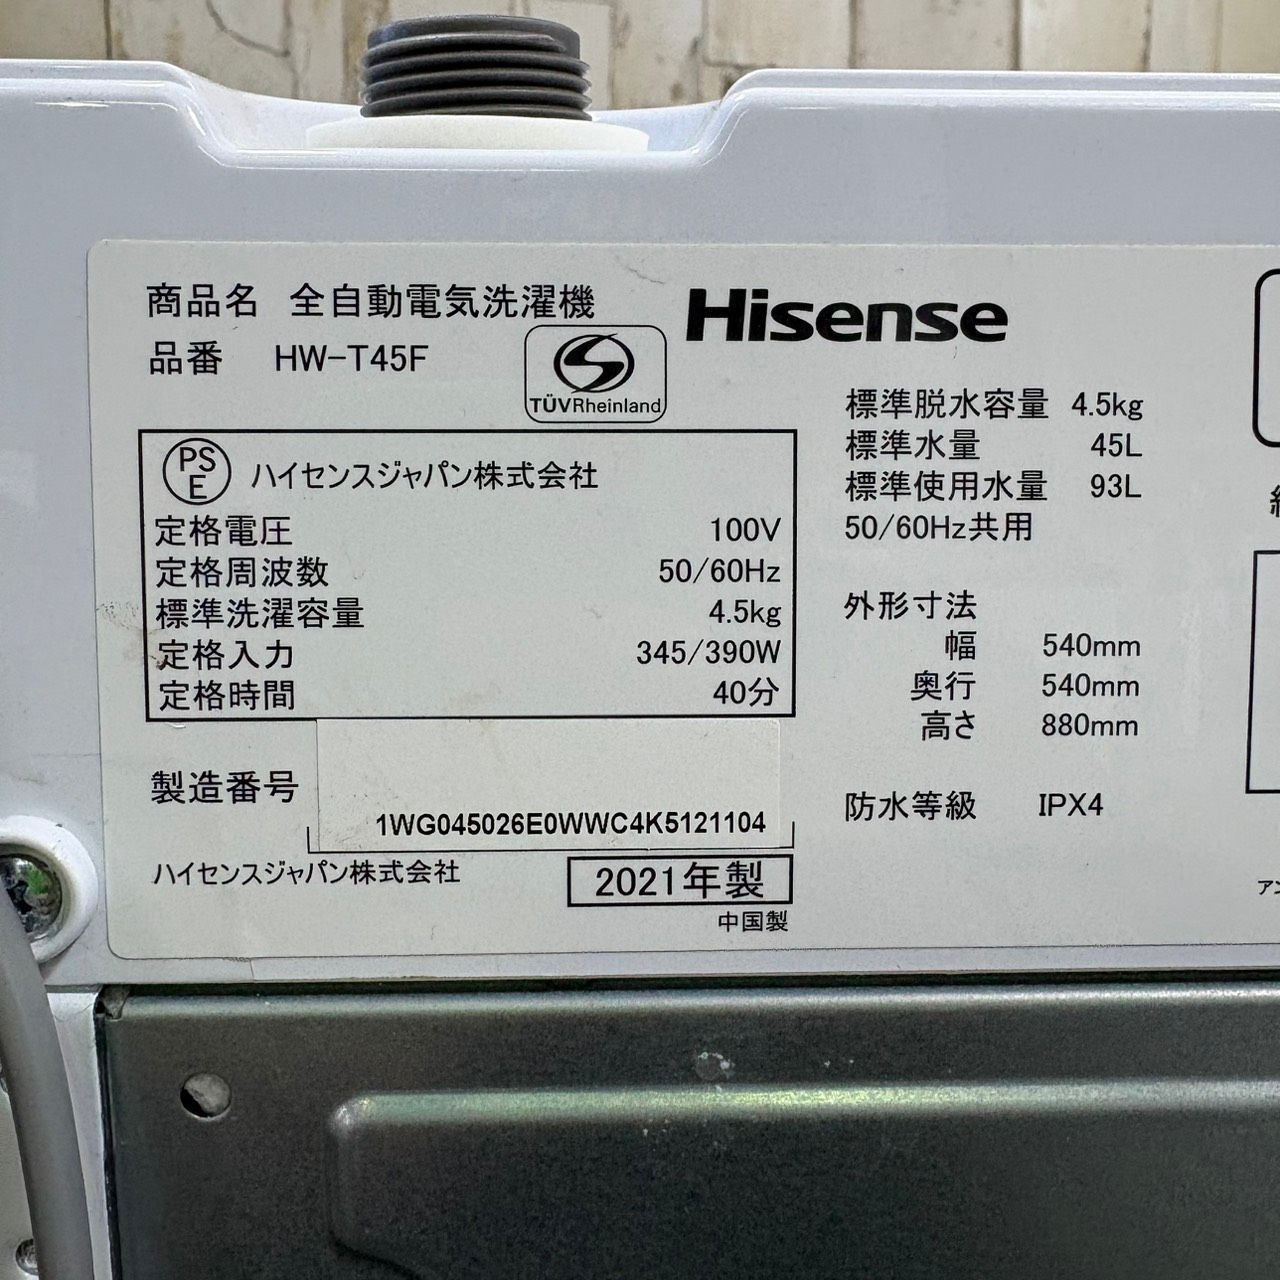 商品名 全自動電気洗濯機
品番 HW-T45F
TÜVRheinland
Hisense
PSE ハイセンスジャパン株式会社
定格電圧 100V
定格周波数 50/60Hz
標準洗濯容量 4.5kg
定格入力 345/390W
定格時間 40分
製造番号 1WG045026E0WWC4K5121104
ハイセンスジャパン株式会社
2021年製
中国製
標準脱水容量 4.5kg
標準水量 45L
標準使用水量 93L
50/60Hz共用
外形寸法
幅 540mm
奥行 540mm
高さ 880mm
防水等級 IPX4